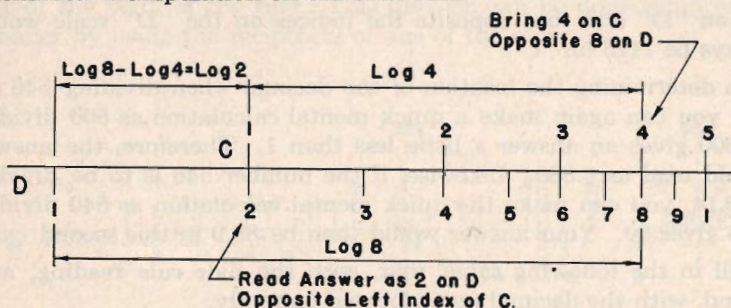 Bring 4 on C
Opposite 8 on D
Log8-Log4=Log2
Log 4
1 2 3 4 5
C
D
1 2 3 4 5 6 7 8 9 1
Log 8
Read Answer as 2 on D
Opposite Left Index of C